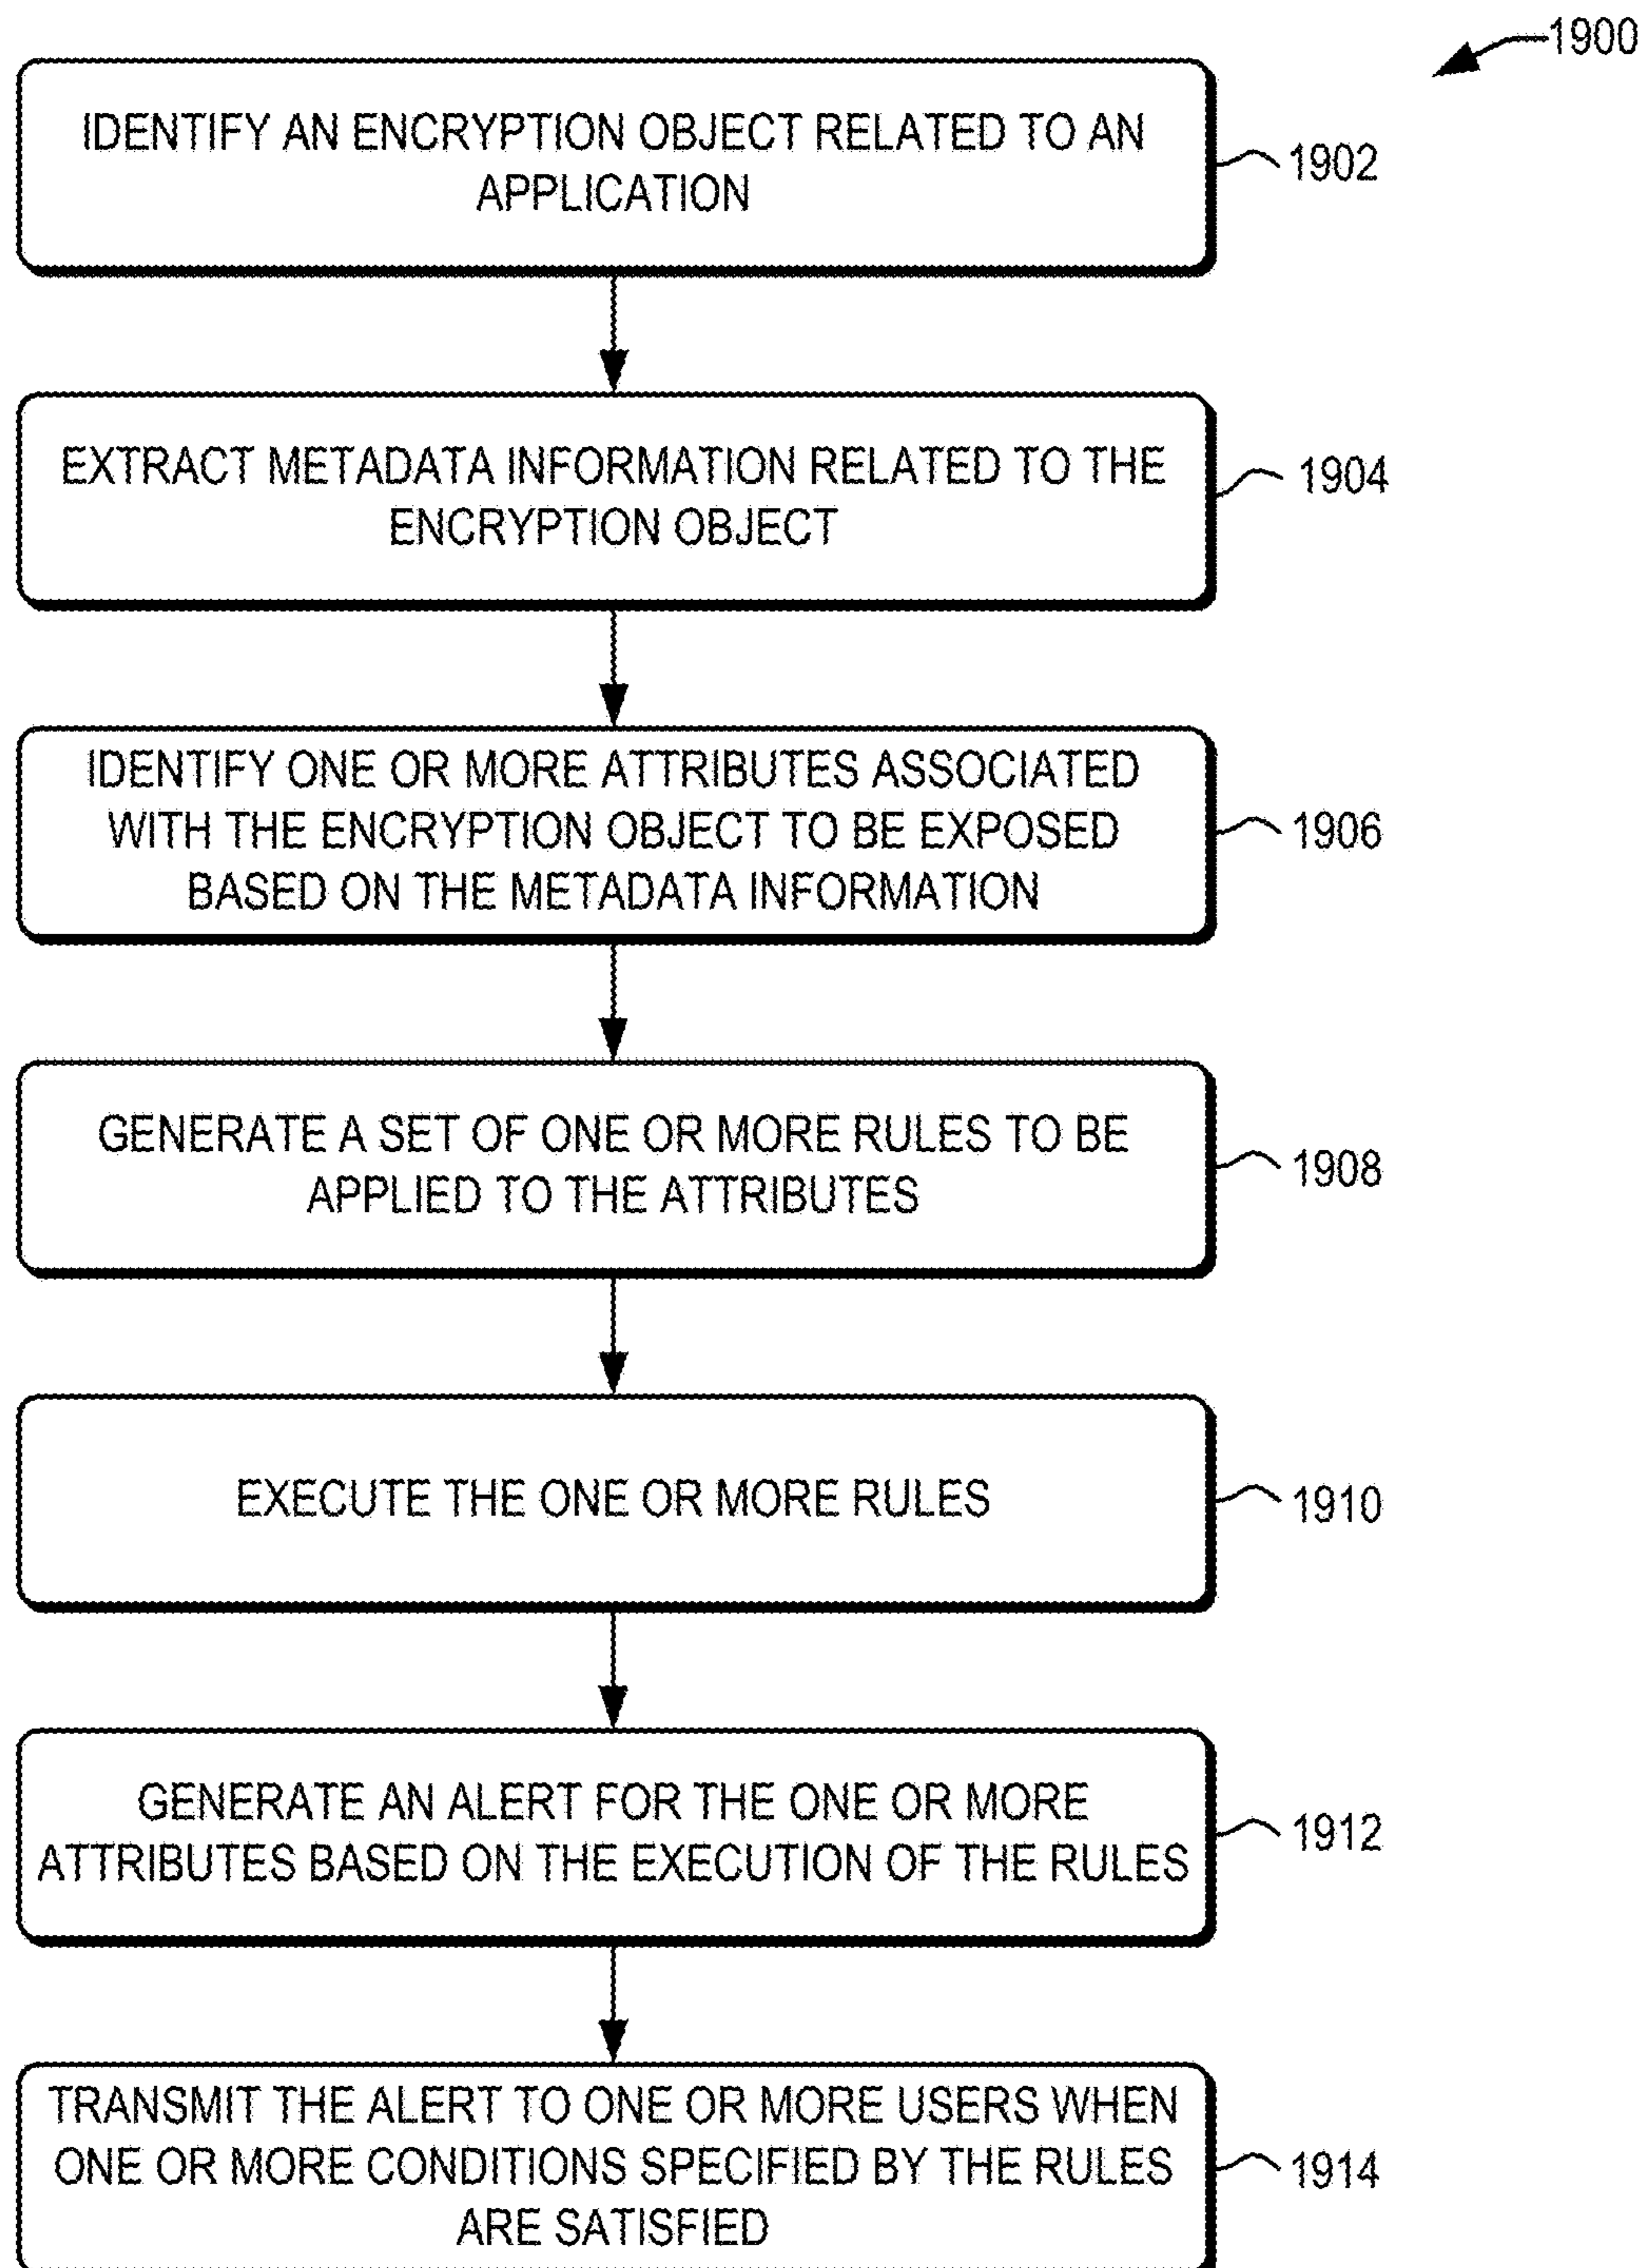 1900
IDENTIFY AN ENCRYPTION OBJECT RELATED TO AN
APPLICATION
1902
EXTRACT METADATA INFORMATION RELATED TO THE
ENCRYPTION OBJECT
1904
IDENTIFY ONE OR MORE ATTRIBUTES ASSOCIATED
WITH THE ENCRYPTION OBJECT TO BE EXPOSED
BASED ON THE METADATA INFORMATION
1906
GENERATE A SET OF ONE OR MORE RULES TO BE
APPLIED TO THE ATTRIBUTES
1908
EXECUTE THE ONE OR MORE RULES
1910
GENERATE AN ALERT FOR THE ONE OR MORE
ATTRIBUTES BASED ON THE EXECUTION OF THE RULES
1912
TRANSMIT THE ALERT TO ONE OR MORE USERS WHEN
ONE OR MORE CONDITIONS SPECIFIED BY THE RULES
ARE SATISFIED
1914